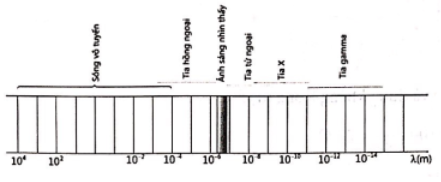 Sóng vô tuyến
Tia hồng ngoại
Ánh sáng nhìn thấy
Tia tử ngoại
Tia X
Tia gamma
10⁴ 10² 10⁻² 10⁻⁴ 10⁻⁶ 10⁻⁸ 10⁻¹⁰ 10⁻¹² 10⁻¹⁴ λ(m)